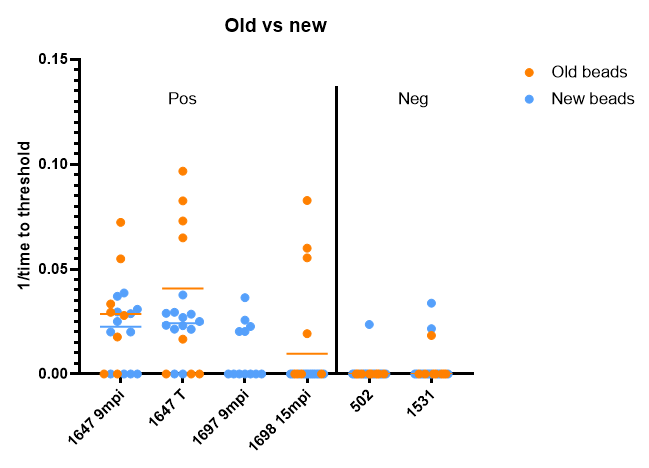 Old vs new
0.15
0.10
0.05
0.00
1/time to threshold
Pos
Neg
Old beads
New beads
1647 9mpi
1647 T
1697 9mpi
1698 15mpi
502
1531